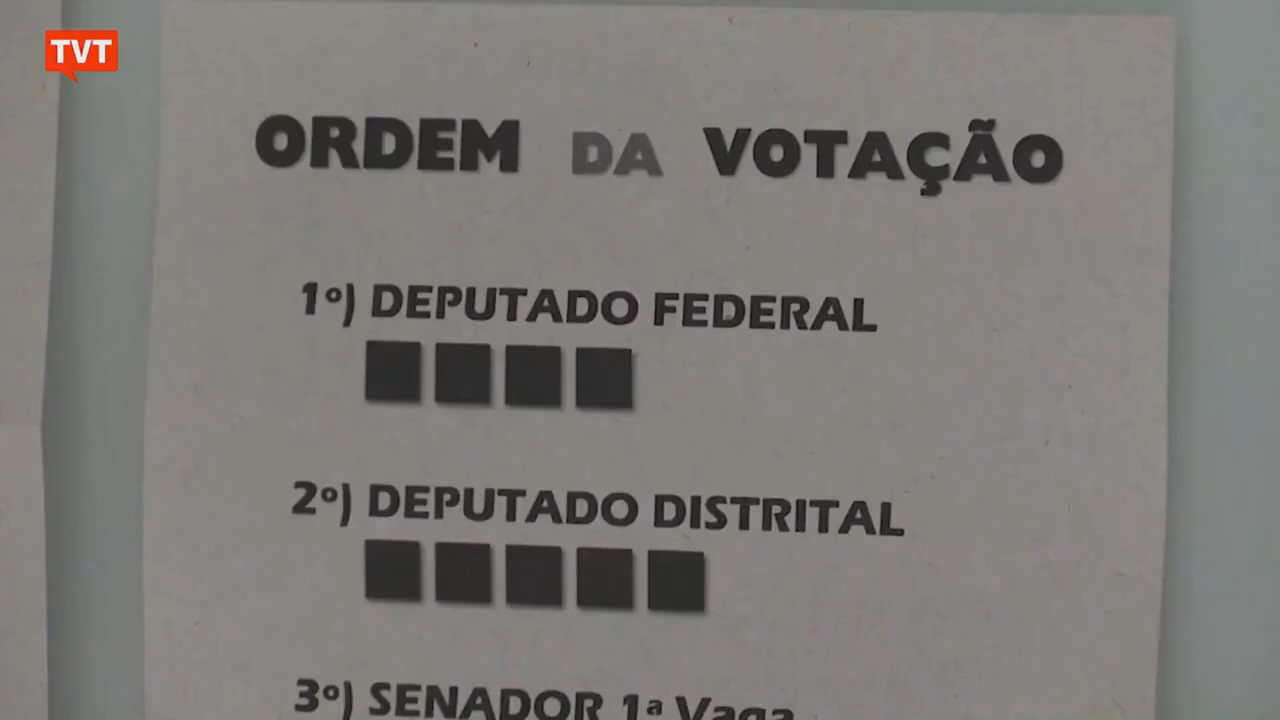 TVT
ORDEM DA VOTAÇÃO
1º) DEPUTADO FEDERAL
2º) DEPUTADO DISTRITAL
3º) SENADOR 1ª Vaga